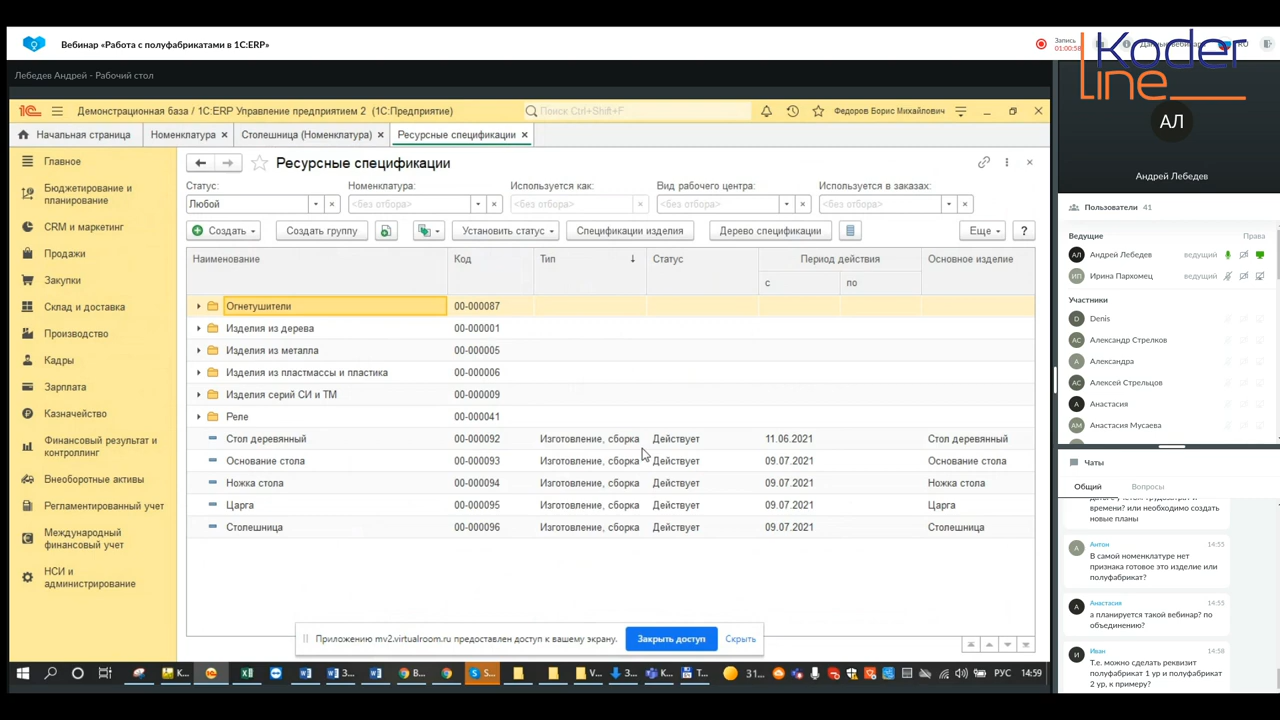 Вебинар «Работа с полуфабрикатами в 1С:ERP»
Запись
01:00:58
RU
Koder
line
Лебедев Андрей - Рабочий стол
АЛ
Андрей Лебедев
Демонстрационная база / 1С:ERP Управление предприятием 2 (1С:Предприятие)
Поиск Ctrl+Shift+F
Федоров Борис Михайлович
Начальная страница
Номенклатура ×
Столешница (Номенклатура) ×
Ресурсные спецификации ×
Главное
Бюджетирование и
планирование
CRM и маркетинг
Продажи
Закупки
Склад и доставка
Производство
Кадры
Зарплата
Казначейство
Финансовый результат и
контроллинг
Внеоборотные активы
Регламентированный учет
Международный
финансовый учет
НСИ и
администрирование
Ресурсные спецификации
Статус: Номенклатура: Используется как: Вид рабочего центра: Используется в заказах:
Любой <без отбора> <без отбора> <без отбора> <без отбора>
Создать Создать группу Установить статус Спецификации изделия Дерево спецификации Еще ?
Наименование Код Тип ↓ Статус Период действия Основное изделие
с по
Огнетушители 00-000087
Изделия из дерева 00-000001
Изделия из металла 00-000005
Изделия из пластмассы и пластика 00-000006
Изделия серий СИ и ТМ 00-000009
Реле 00-000041
Стол деревянный 00-000092 Изготовление, сборка Действует 11.06.2021 Стол деревянный
Основание стола 00-000093 Изготовление, сборка Действует 09.07.2021 Основание стола
Ножка стола 00-000094 Изготовление, сборка Действует 09.07.2021 Ножка стола
Царга 00-000095 Изготовление, сборка Действует 09.07.2021 Царга
Столешница 00-000096 Изготовление, сборка Действует 09.07.2021 Столешница
Приложению mv2.virtualroom.ru предоставлен доступ к вашему экрану. Закрыть доступ Скрыть
31...
РУС 14:59
Пользователи 41
Ведущие Права
АЛ Андрей Лебедев ведущий
ИП Ирина Пархомец ведущий
Участники
D Denis
АС Александр Стрелков
А Александра
АС Алексей Стрельцов
А Анастасия
АМ Анастасия Мусаева
Чаты
Общий Вопросы
времени? или необходимо создать
новые планы
А Антон 14:55
В самой номенклатуре нет
признака готовое это изделие или
полуфабрикат?
А Анастасия 14:55
а планируется такой вебинар? по
объединению?
И Иван 14:58
Т.е. можно сделать реквизит
полуфабрикат 1 ур и полуфабрикат
2 ур, к примеру?